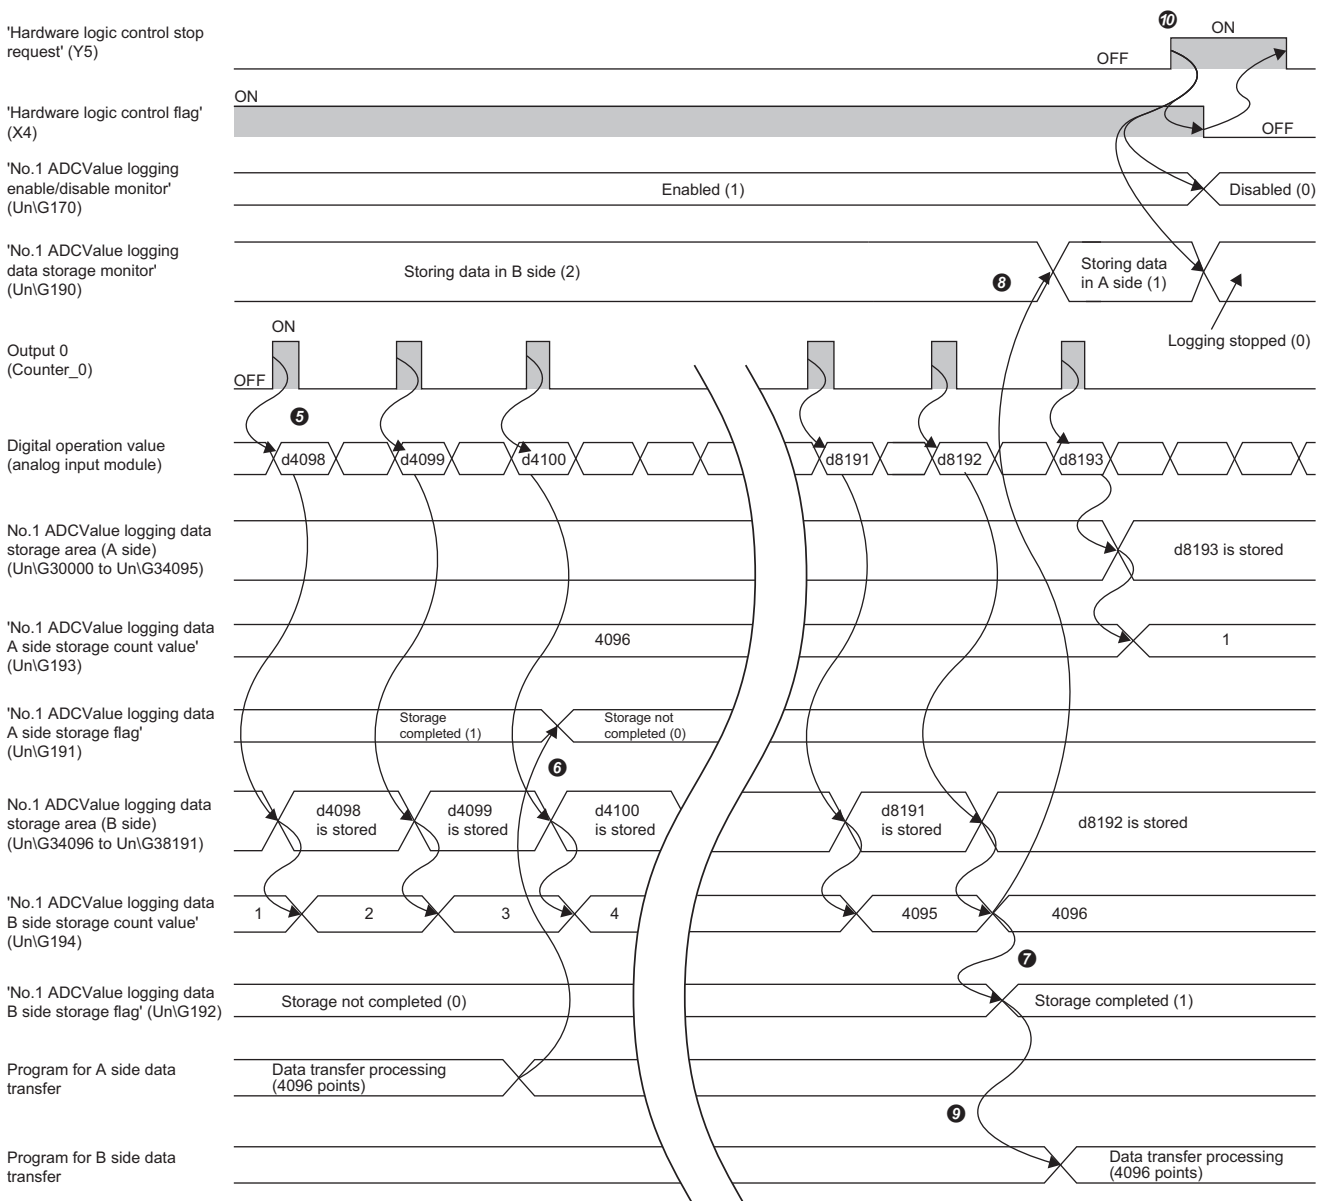 'Hardware logic control stop
request' (Y5)
❿
ON
OFF
'Hardware logic control flag'
(X4)
ON
OFF
'No.1 ADCValue logging
enable/disable monitor'
(Un\G170)
Enabled (1)
Disabled (0)
'No.1 ADCValue logging
data storage monitor'
(Un\G190)
Storing data in B side (2)
❽
Storing data
in A side (1)
Logging stopped (0)
Output 0
(Counter_0)
ON
OFF
❺
Digital operation value
(analog input module)
d4098
d4099
d4100
d8191
d8192
d8193
No.1 ADCValue logging data
storage area (A side)
(Un\G30000 to Un\G34095)
d8193 is stored
'No.1 ADCValue logging data
A side storage count value'
(Un\G193)
4096
1
'No.1 ADCValue logging data
A side storage flag'
(Un\G191)
Storage
completed (1)
Storage not
completed (0)
❻
No.1 ADCValue logging data
storage area (B side)
(Un\G34096 to Un\G38191)
d4098
is stored
d4099
is stored
d4100
is stored
d8191
is stored
d8192 is stored
'No.1 ADCValue logging data
B side storage count value'
(Un\G194)
1
2
3
4
4095
4096
❼
'No.1 ADCValue logging data
B side storage flag' (Un\G192)
Storage not completed (0)
Storage completed (1)
Program for A side data
transfer
Data transfer processing
(4096 points)
❾
Program for B side data
transfer
Data transfer processing
(4096 points)